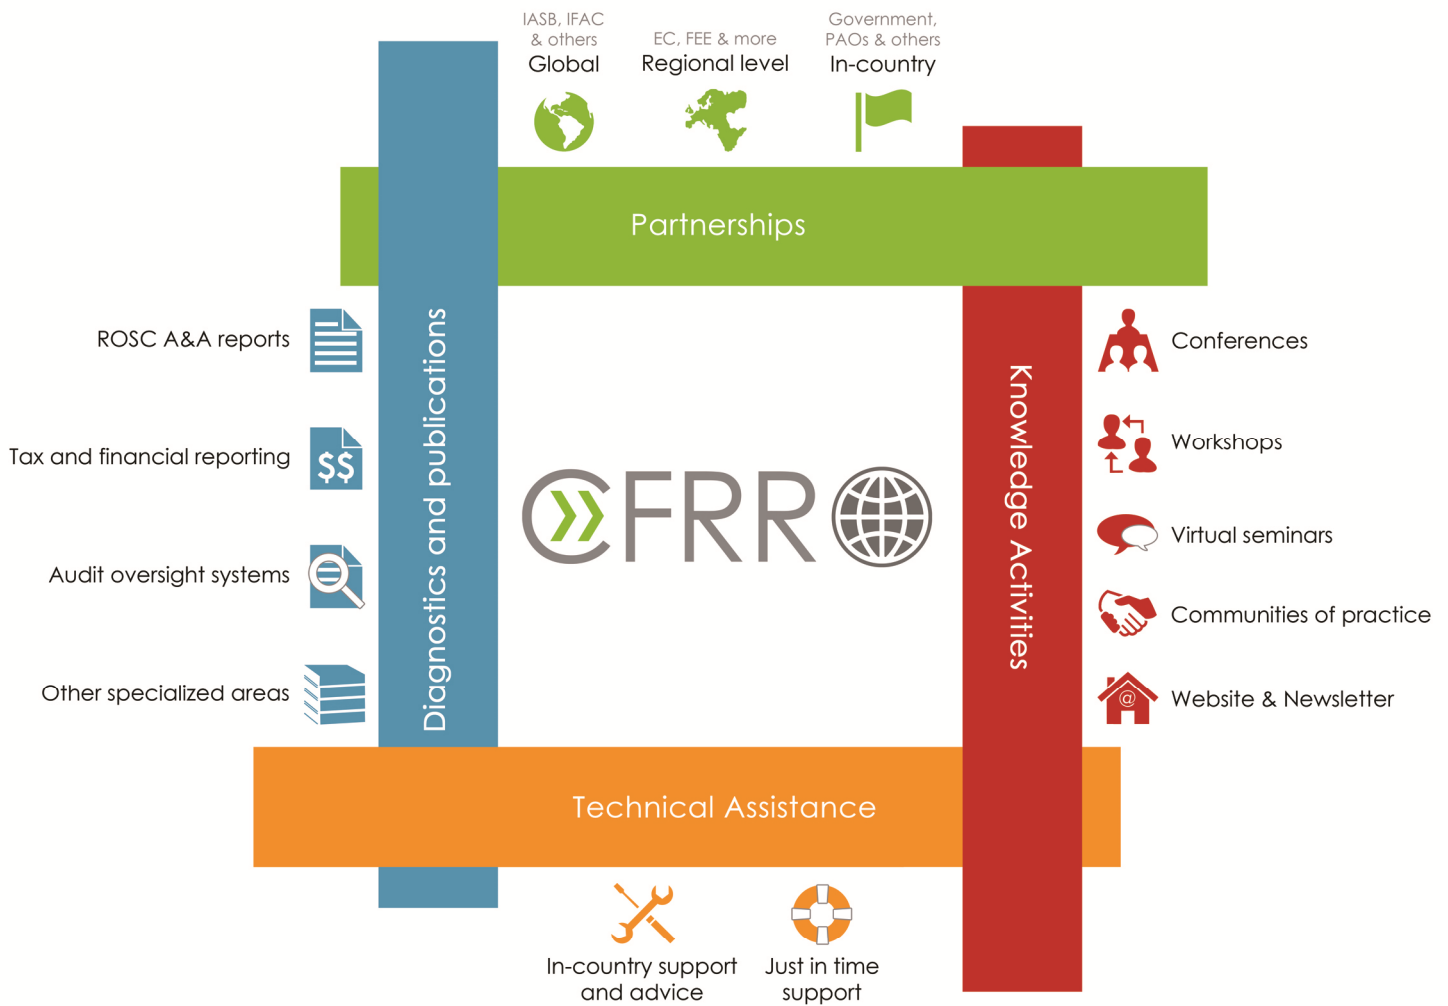 IASB, IFAC
& others
Global
EC, FEE & more
Regional level
Government,
PAOs & others
In-country
Partnerships
Diagnostics and publications
ROSC A&A reports
$$
Tax and financial reporting
Audit oversight systems
Other specialized areas
CFRR
Knowledge Activities
Conferences
Workshops
Virtual seminars
Communities of practice
@
Website & Newsletter
Technical Assistance
In-country support
and advice
Just in time
support